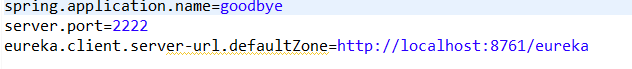 spring.application.name=goodbye
server.port=2222
eureka.client.server-url.defaultZone=http://localhost:8761/eureka